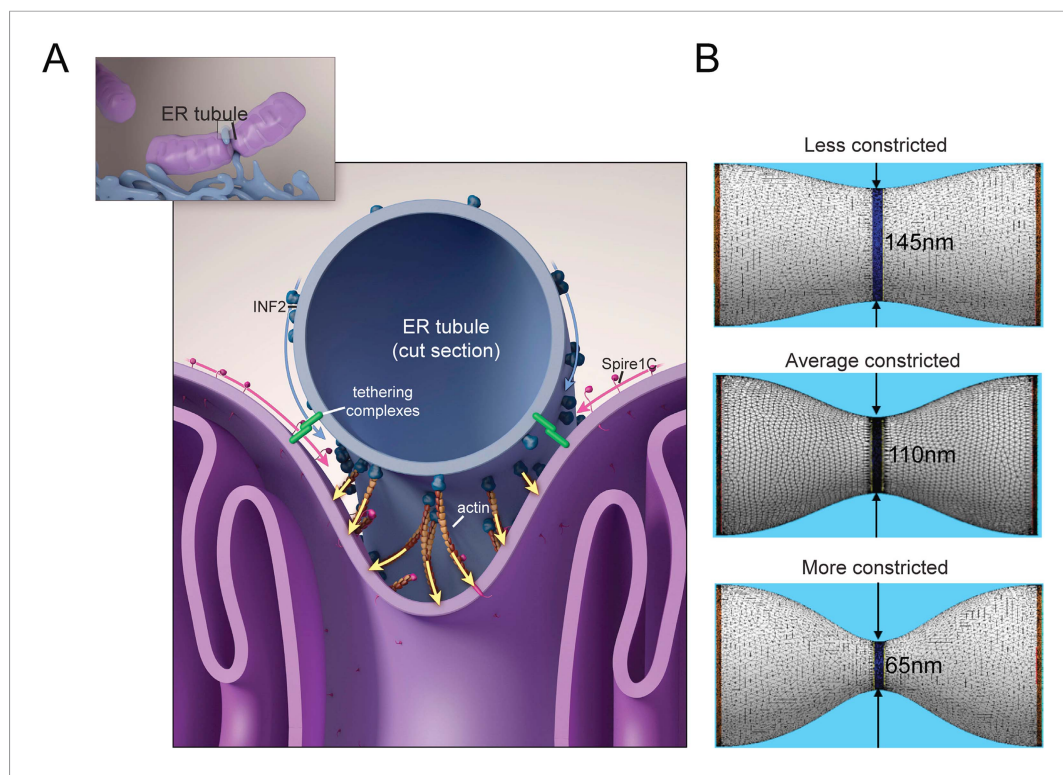 A
ER tubule
INF2
ER tubule
(cut section)
Spire1C
tethering
complexes
actin
B
Less constricted
145nm
Average constricted
110nm
More constricted
65nm